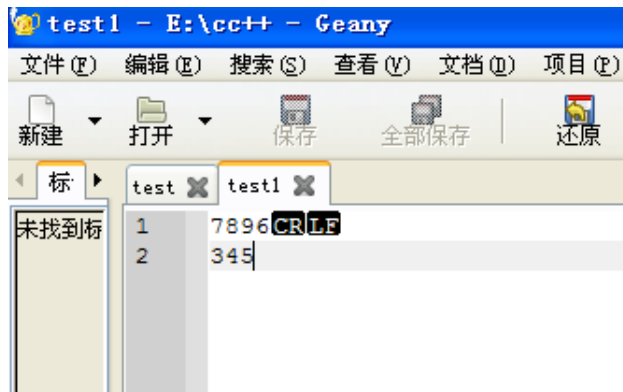 test1 - E:\cc++ - Geany
文件(F) 编辑(E) 搜索(S) 查看(V) 文档(D) 项目(P)
新建 打开 保存 全部保存 还原
标 test test1
未找到标
1 7896CRLF
2 345